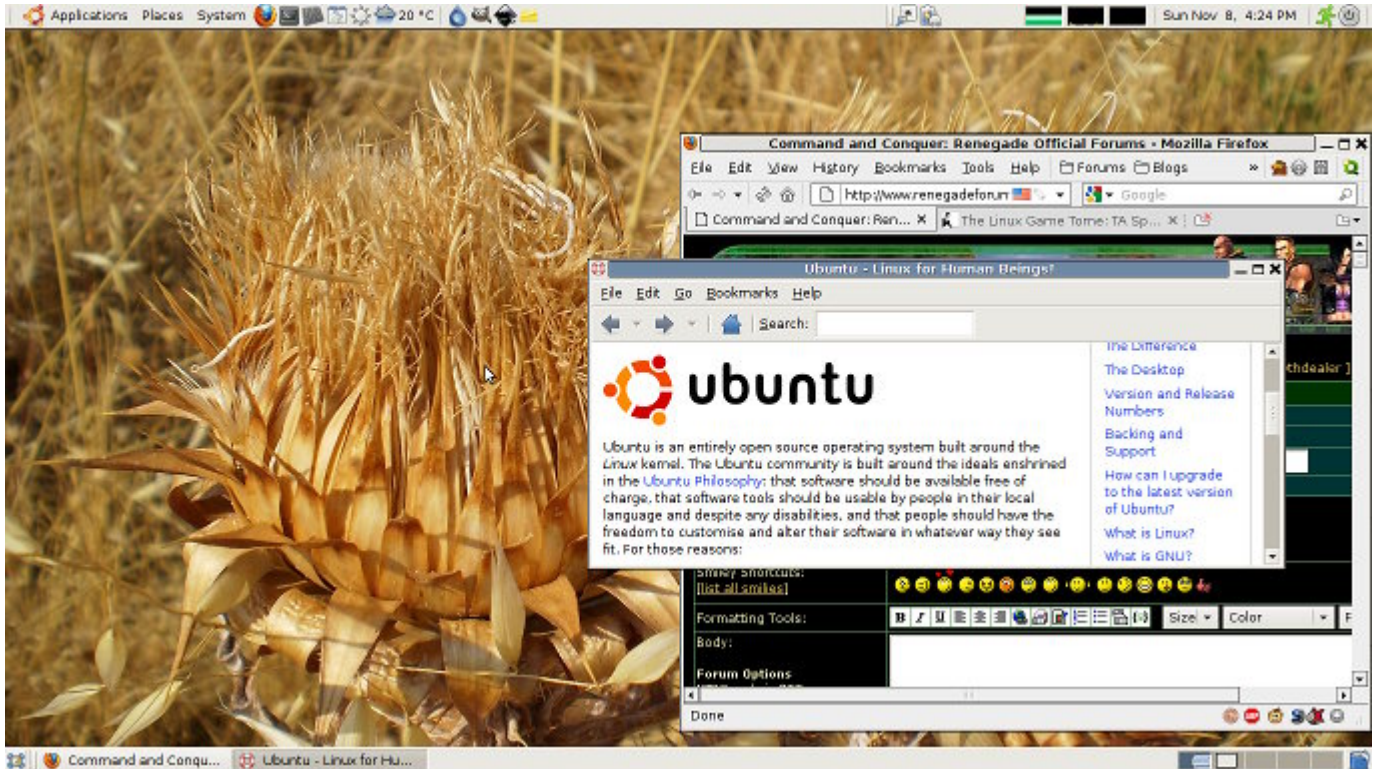 Applications Places System 20 °C Sun Nov 8, 4:24 PM
Command and Conquer: Renegade Official Forums - Mozilla Firefox
File Edit View History Bookmarks Tools Help Forums Blogs »
http://www.renegadeforum Google
Command and Conquer: Ren... The Linux Game Tome: TA Sp...
Ubuntu - Linux for Human Beings!
File Edit Go Bookmarks Help
Search:
ubuntu
Ubuntu is an entirely open source operating system built around the
Linux kernel. The Ubuntu community is built around the ideals enshrined
in the Ubuntu Philosophy: that software should be available free of
charge, that software tools should be usable by people in their local
language and despite any disabilities, and that people should have the
freedom to customise and alter their software in whatever way they see
fit. For those reasons:
The Difference
The Desktop
Version and Release
Numbers
Backing and
Support
How can I upgrade
to the latest version
of Ubuntu?
What is Linux?
What is GNU?
thdealer ]
Smiley Shortcuts:
[list all smilies]
Formatting Tools: B I U Size Color F
Body:
Forum Options
Done
Command and Conqu... Ubuntu - Linux for Hu...